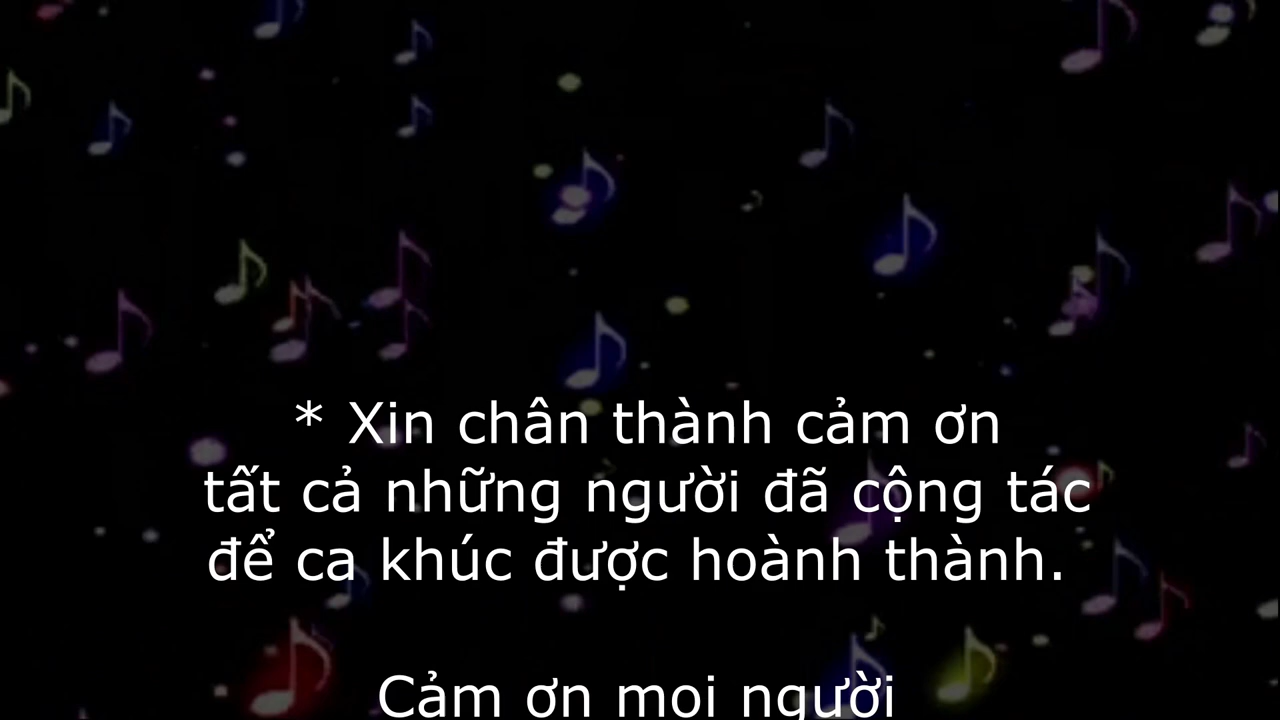 * Xin chân thành cảm ơn
tất cả những người đã cộng tác
để ca khúc được hoành thành.
Cảm ơn mọi người